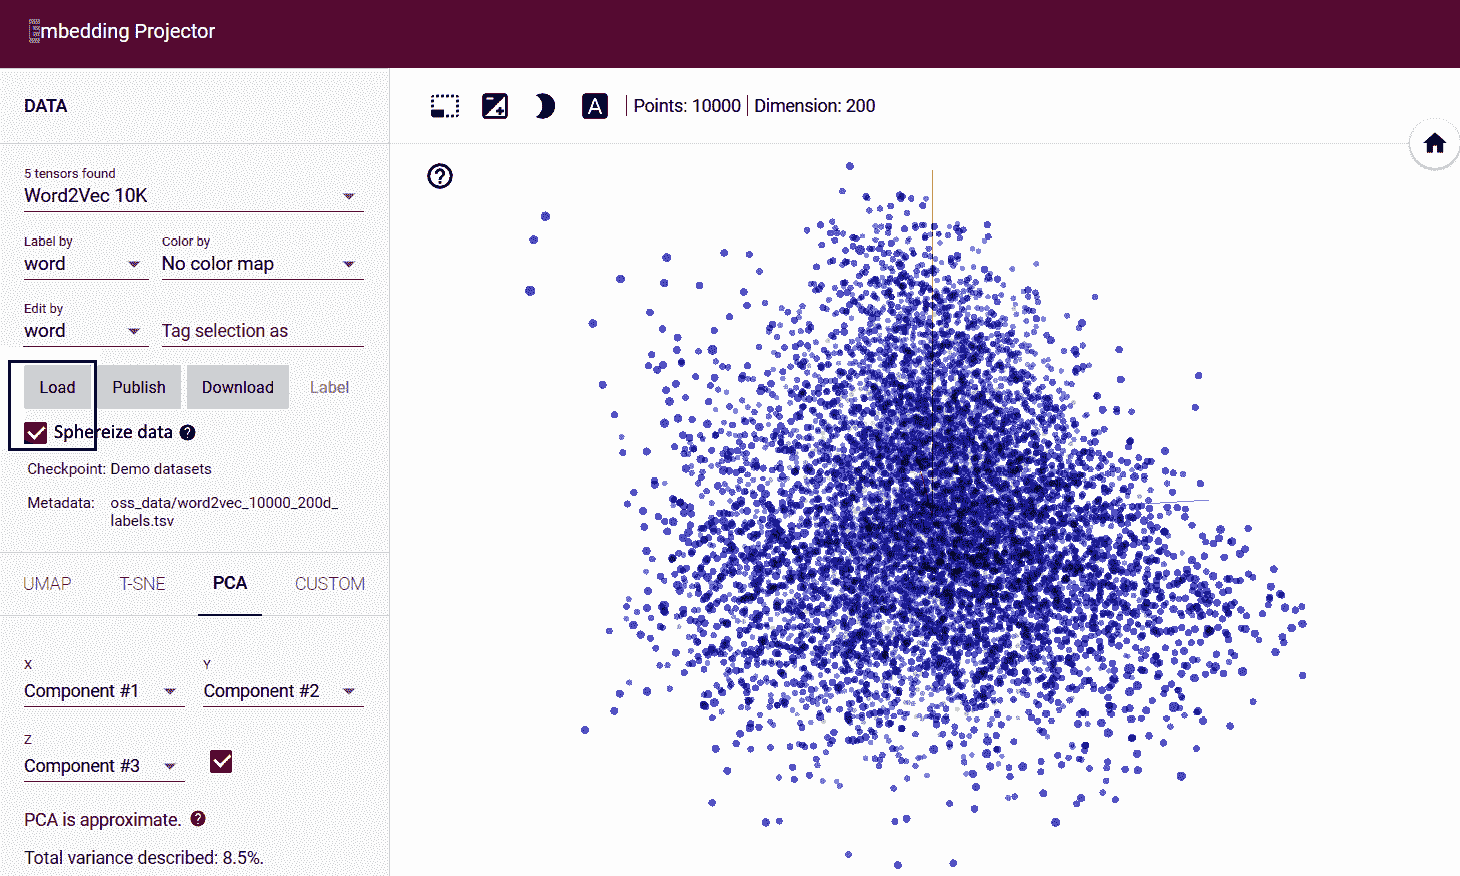 Embedding Projector
DATA
A
Points: 10000 | Dimension: 200
5 tensors found
Word2Vec 10K
Label by
Color by
word
No color map
Edit by
word
Tag selection as
Load
Publish
Download
Label
Sphereize data
Checkpoint: Demo datasets
Metadata: oss_data/word2vec_10000_200d_
labels.tsv
UMAP
T-SNE
PCA
CUSTOM
X
Y
Component #1
Component #2
Z
Component #3
PCA is approximate.
Total variance described: 8.5%.